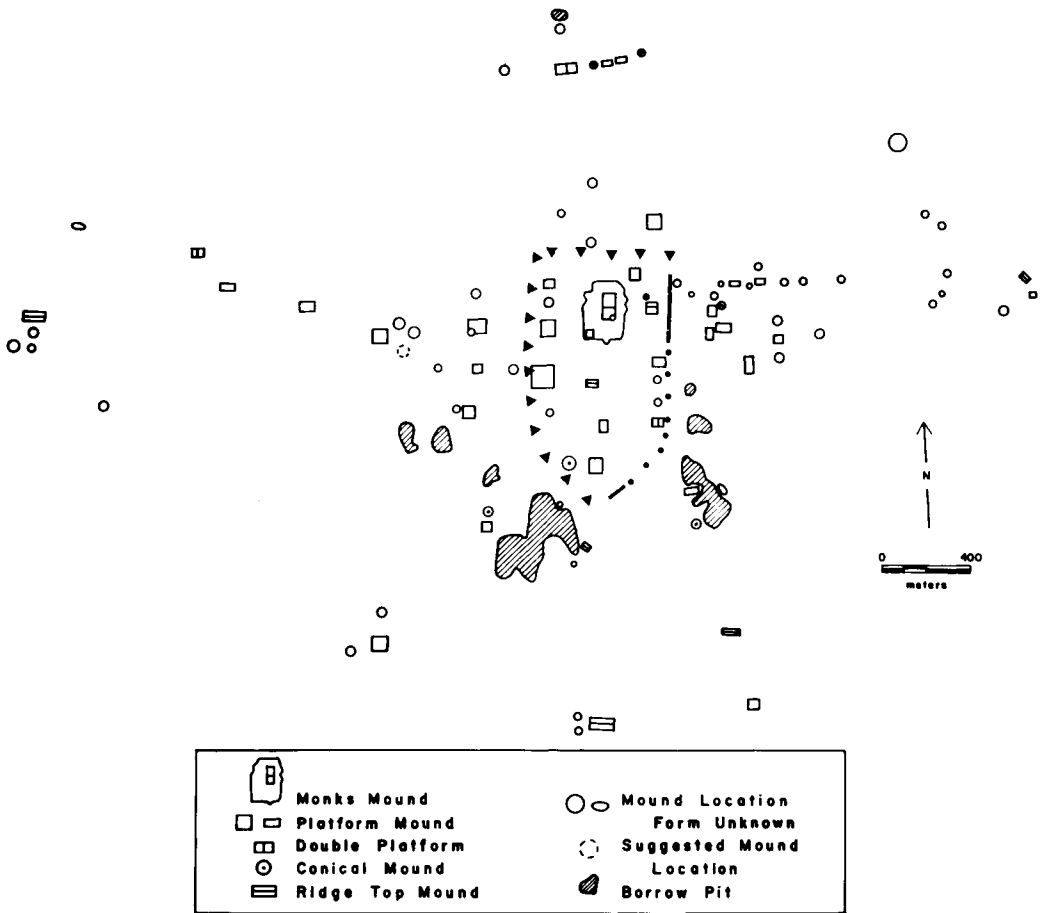 N
0 400
meters
Monks Mound
Platform Mound
Double Platform
Conical Mound
Ridge Top Mound
Mound Location
Form Unknown
Suggested Mound
Location
Borrow Pit